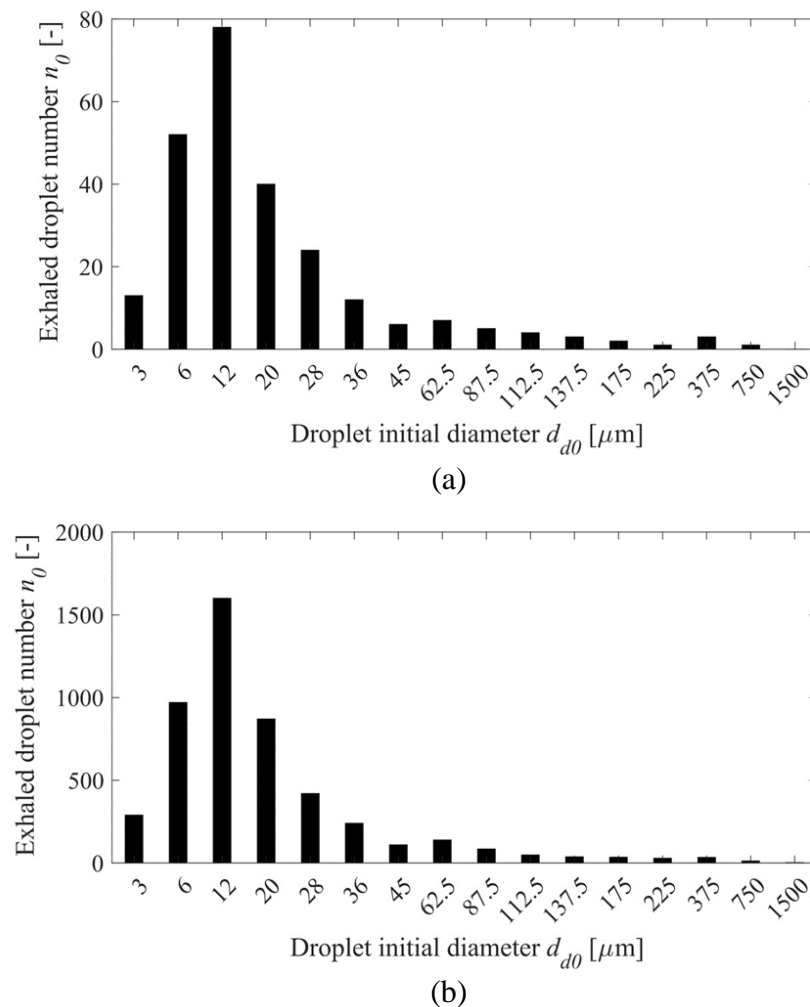 80
60
40
20
0
Exhaled droplet number n₀ [-]
3 6 12 20 28 36 45 62.5 87.5 112.5 137.5 175 225 375 750 1500
Droplet initial diameter d_d0 [μm]
(a)
2000
1500
1000
500
0
Exhaled droplet number n₀ [-]
3 6 12 20 28 36 45 62.5 87.5 112.5 137.5 175 225 375 750 1500
Droplet initial diameter d_d0 [μm]
(b)